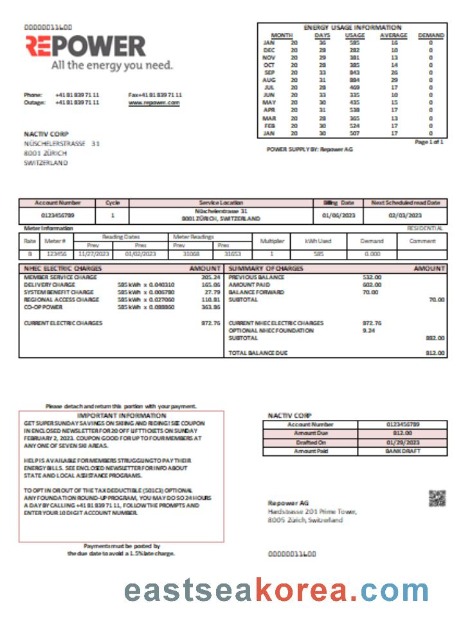 00000011600
REPOWER
All the energy you need.
Phone: +41 81 839 71 11 Fax+41 81 839 71 11
Outage: +41 81 839 71 11 www.repower.com
NACTIV CORP
NÜSCHELERSTRASSE 31
8001 ZÜRICH
SWITZERLAND
ENERGY USAGE INFORMATION
MONTH DAYS USAGE AVERAGE DEMAND
JAN 20 36 585 16 0
DEC 20 28 282 10 0
NOV 20 29 381 13 0
OCT 20 28 385 14 0
SEP 20 33 843 26 0
AUG 20 31 894 29 0
JUL 20 28 469 17 0
JUN 20 33 335 10 0
MAY 20 30 435 15 0
APR 20 31 538 17 0
MAR 20 28 365 13 0
FEB 20 30 524 17 0
JAN 20 30 507 17 0
Page 1 of 1
POWER SUPPLY BY: Repower AG
Account Number Cycle Service Location Billing Date Next Scheduled read Date
0123456789 1 Nüschelerstrasse 31 01/06/2023 02/03/2023
8001 ZÜRICH, SWITZERLAND
Meter Information RESIDENTIAL
Rate Meter # Reading Dates Meter Readings Multiplier kWh Used Demand Comment
Prev Prev Prev Prev
B 123456 11/27/2023 01/02/2023 31068 31653 1 585 0.000
NHEC ELECTRIC CHARGES AMOUNT
MEMBER SERVICE CHARGE 205.24
DELIVERY CHARGE 585 kWh x 0.040310 165.06
SYSTEM BENEFIT CHARGE 585 kWh x 0.006780 27.79
REGIONAL ACCESS CHARGE 585 kWh x 0.027060 110.81
CO-OP POWER 585 kWh x 0.088860 363.86
CURRENT ELECTRIC CHARGES 872.76
SUMMARY OF CHARGES AMOUNT
PREVIOUS BALANCE 532.00
AMOUNT PAID 602.00
BALANCE FORWARD 70.00
SUBTOTAL 70.00
CURRENT NHEC ELECTRIC CHARGES 872.76
OPTIONAL NHEC FOUNDATION 9.24
SUBTOTAL 882.00
TOTAL BALANCE DUE 812.00
Please detach and return this portion with your payment.
IMPORTANT INFORMATION
GET SUPER SUNDAY SAVINGS ON SKIING AND RIDING! SEE COUPON
IN ENCLOSED NEWSLETTER FOR 20 OFF LIFT TICKETS ON SUNDAY
FEBRUARY 2, 2023. COUPON GOOD FOR UP TO FOUR MEMBERS AT
ANY ONE OF SEVEN SKI AREAS.
HELP IS AVAILABLE FOR MEMBERS STRUGGLING TO PAY THEIR
ENERGY BILLS. SEE ENCLOSED NEWSLETTER FOR INFO ABOUT
STATE AND LOCAL ASSISTANCE PROGRAMS.
TO OPT IN OR OUT OF THE TAX DEDUCTIBLE (501C3) OPTIONAL
ANY FOUNDATION ROUND-UP PROGRAM, YOU MAY DO SO 24 HOURS
A DAY BY CALLING +41 81 839 71 11, FOLLOW THE PROMPTS AND
ENTER YOUR 10 DIGIT ACCOUNT NUMBER.
Payments must be posted by
the due date to avoid a 1.5% late charge.
NACTIV CORP
Account Number 0123456789
Amount Due 812.00
Drafted On 01/28/2023
Amount Paid BANK DRAFT
Repower AG
Hardstrasse 201 Prime Tower,
8005 Zürich, Switzerland
00000011600
eastseakorea.com